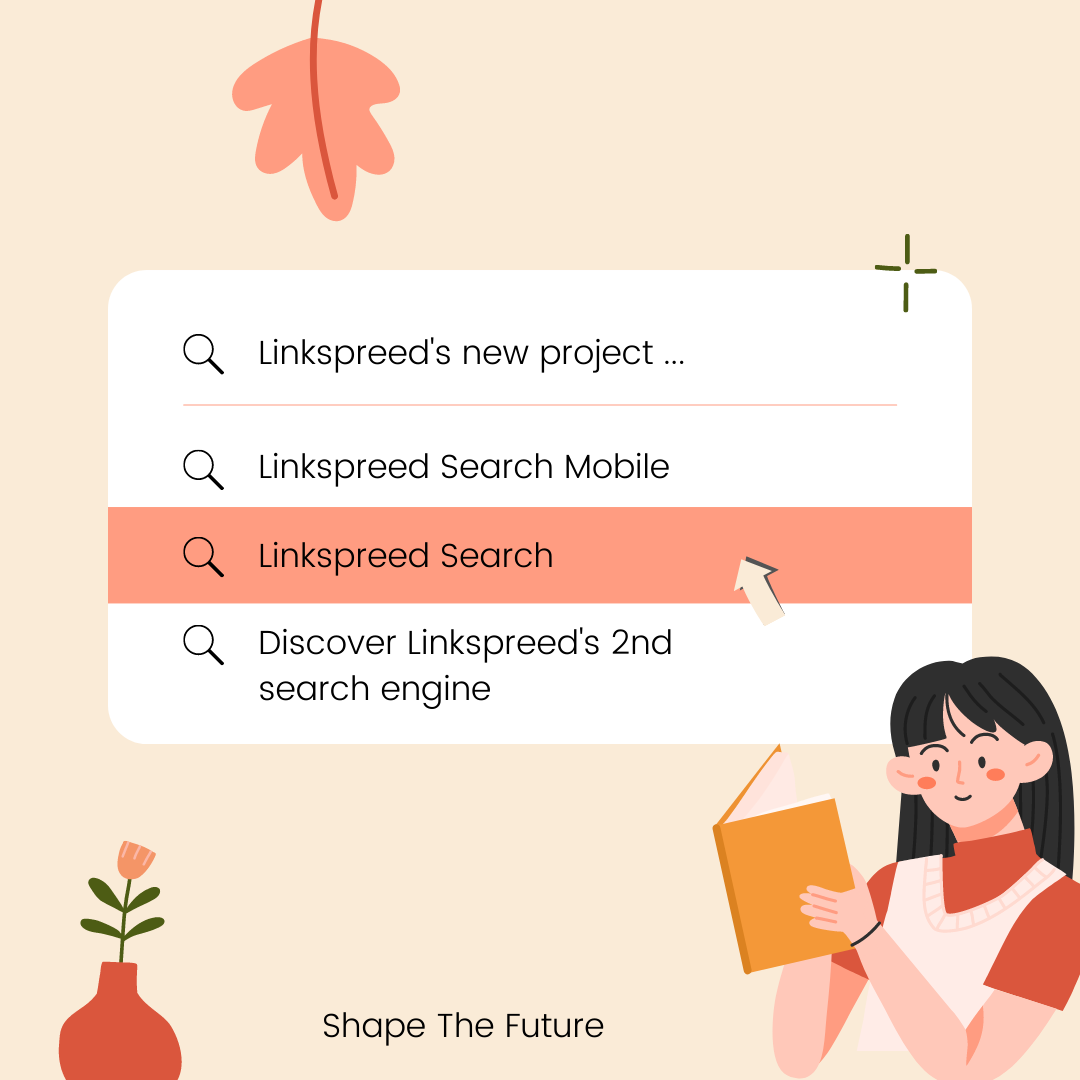 Linkspreed's new project ...
Linkspreed Search Mobile
Linkspreed Search
Discover Linkspreed's 2nd
search engine
Shape The Future